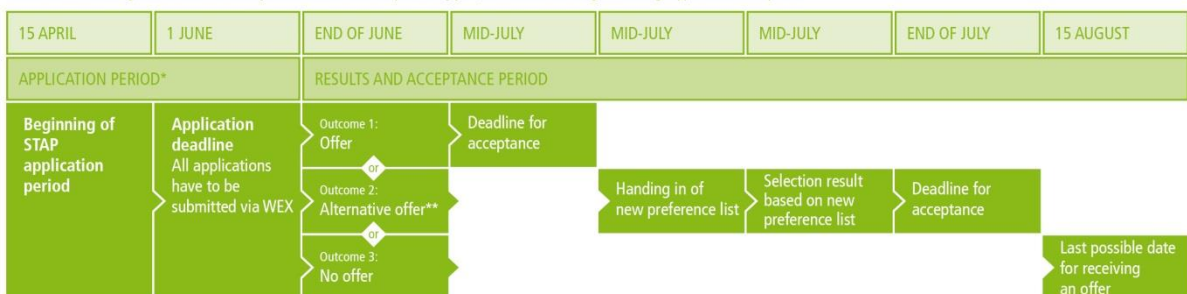 15 APRIL
1 JUNE
END OF JUNE
MID-JULY
MID-JULY
MID-JULY
END OF JULY
15 AUGUST
APPLICATION PERIOD*
RESULTS AND ACCEPTANCE PERIOD
Beginning of
STAP
application
period
Application
deadline
All applications
have to be
submitted via WEX
Outcome 1:
Offer
Deadline for
acceptance
or
Outcome 2:
Alternative offer**
Handing in of
new preference list
Selection result
based on new
preference list
Deadline for
acceptance
or
Outcome 3:
No offer
Last possible date
for receiving
an offer